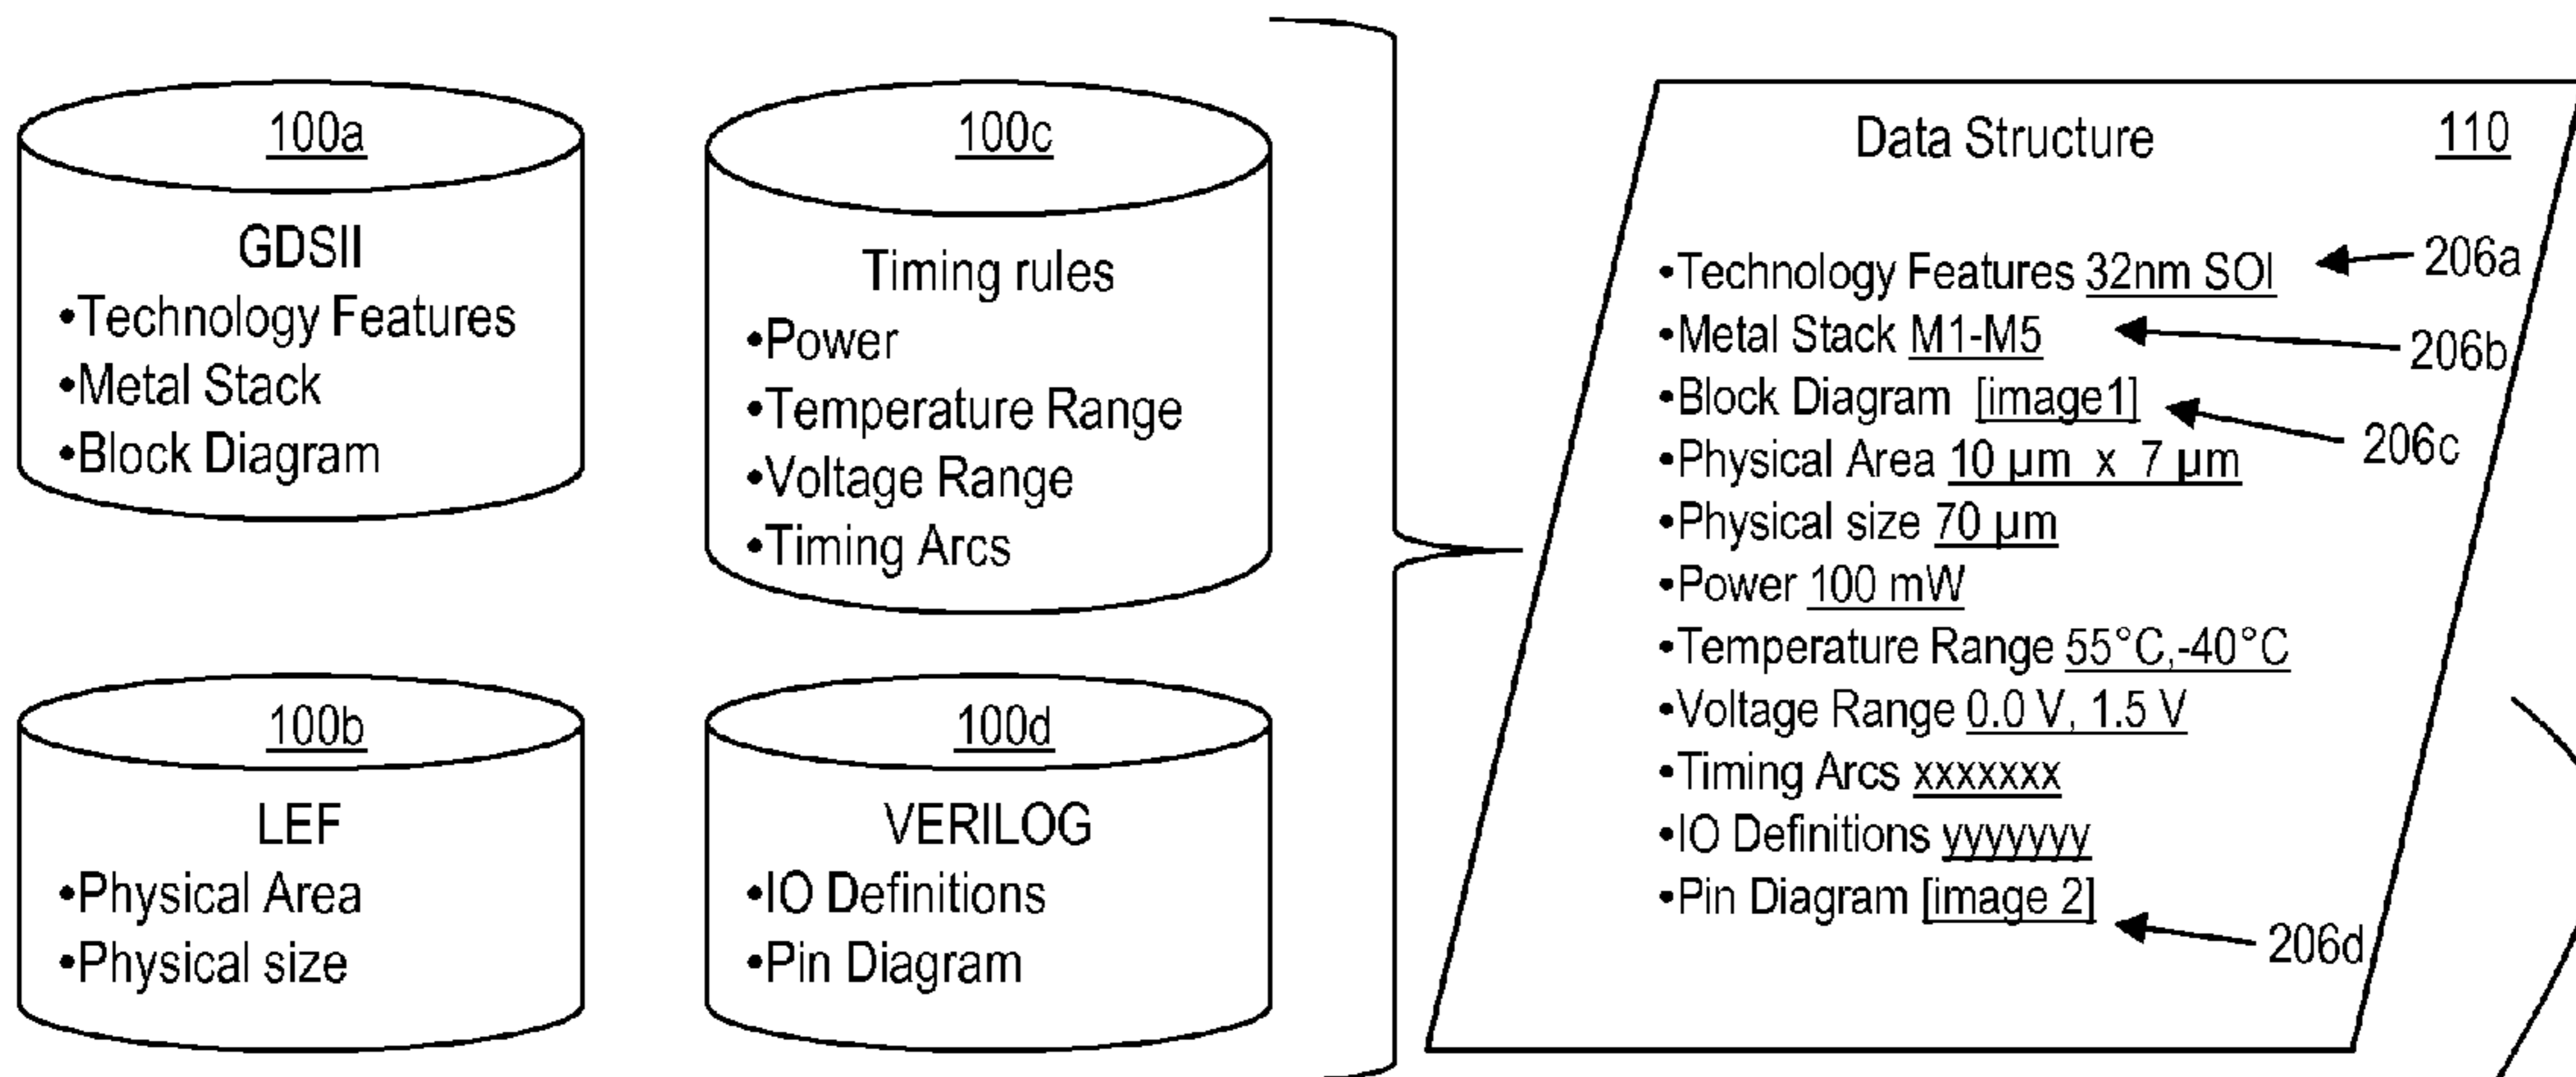 100a
GDSII
•Technology Features
•Metal Stack
•Block Diagram
100c
Timing rules
•Power
•Temperature Range
•Voltage Range
•Timing Arcs
100b
LEF
•Physical Area
•Physical size
100d
VERILOG
•IO Definitions
•Pin Diagram
Data Structure 110
•Technology Features 32nm SOI 206a
•Metal Stack M1-M5 206b
•Block Diagram [image1] 206c
•Physical Area 10 µm x 7 µm
•Physical size 70 µm
•Power 100 mW
•Temperature Range 55°C,-40°C
•Voltage Range 0.0 V, 1.5 V
•Timing Arcs xxxxxxx
•IO Definitions yyyyyyy
•Pin Diagram [image 2] 206d